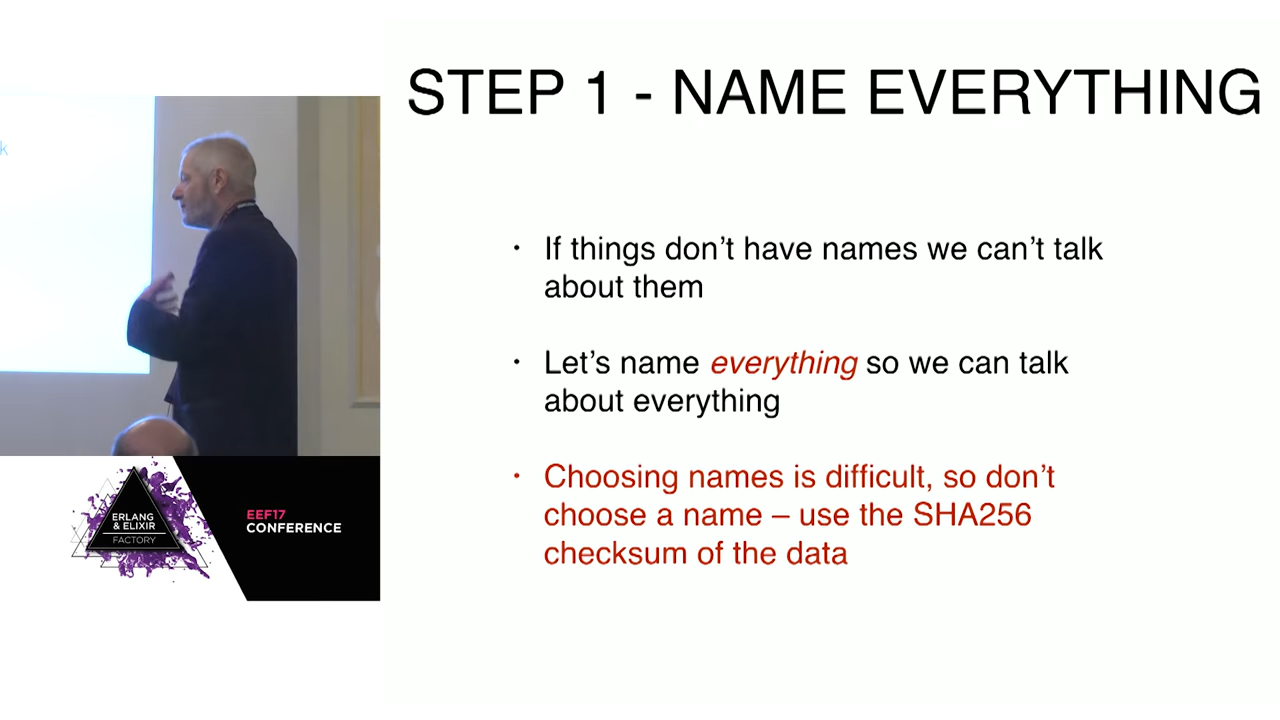 STEP 1 - NAME EVERYTHING
k
• If things don’t have names we can’t talk
about them
• Let’s name everything so we can talk
about everything
• Choosing names is difficult, so don’t
choose a name – use the SHA256
checksum of the data
ERLANG
& ELIXIR
FACTORY
EEF17
CONFERENCE